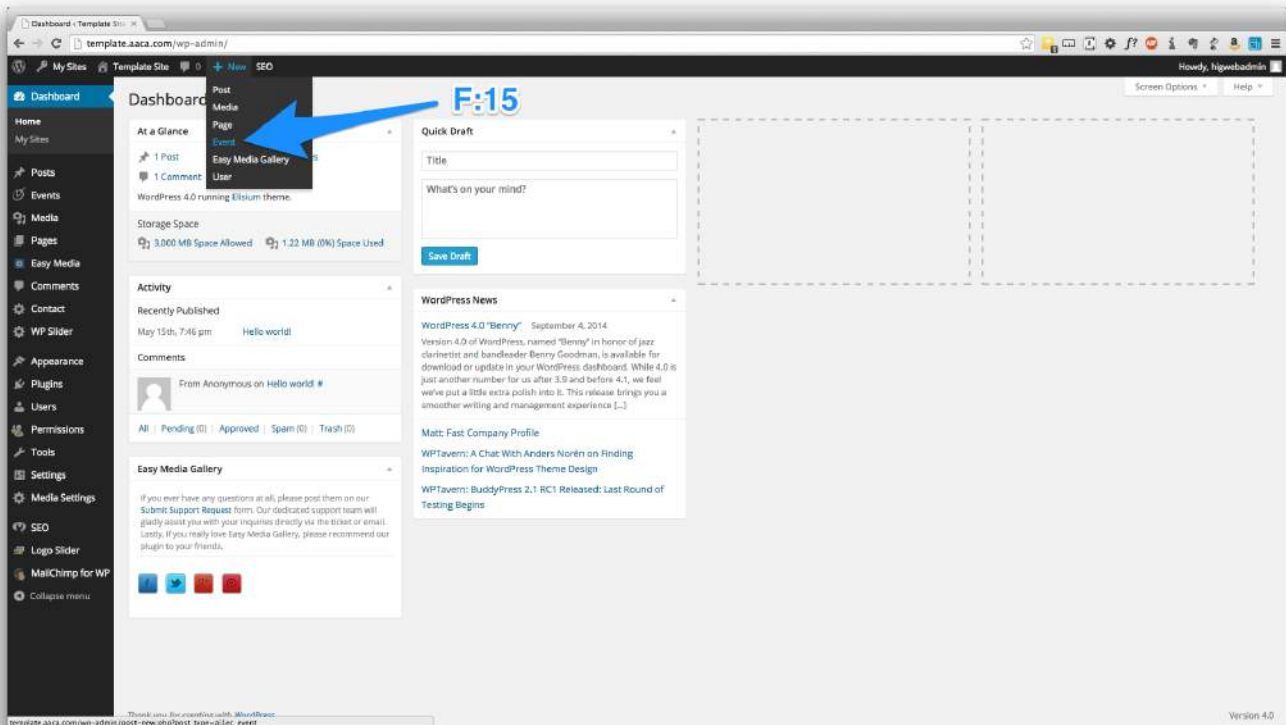 Dashboard ‹ Template Sit
template.aaca.com/wp-admin/
My Sites Template Site 0 + New SEO
Howdy, higwebadmin
Screen Options Help
Dashboard
Home
My Sites
Posts
Events
Media
Pages
Easy Media
Comments
Contact
WP Slider
Appearance
Plugins
Users
Permissions
Tools
Settings
Media Settings
SEO
Logo Slider
MailChimp for WP
Collapse menu
Dashboard
Post
Media
Page
Event
Easy Media Gallery
User
F:15
At a Glance
1 Post
1 Comment
WordPress 4.0 running Elisium theme.
Storage Space
3,000 MB Space Allowed 1.22 MB (0%) Space Used
Activity
Recently Published
May 15th, 7:46 pm Hello world!
Comments
From Anonymous on Hello world! #
All | Pending (0) | Approved | Spam (0) | Trash (0)
Easy Media Gallery
If you ever have any questions at all, please post them on our
Submit Support Request form. Our dedicated support team will
gladly assist you with your inquiries directly via the ticket or email.
Lastly, if you really love Easy Media Gallery, please recommend our
plugin to your friends.
Quick Draft
Title
What's on your mind?
Save Draft
WordPress News
WordPress 4.0 "Benny" September 4, 2014
Version 4.0 of WordPress, named "Benny" in honor of jazz
clarinetist and bandleader Benny Goodman, is available for
download or update in your WordPress dashboard. While 4.0 is
just another number for us after 3.9 and before 4.1, we feel
we've put a little extra polish into it. This release brings you a
smoother writing and management experience […]
Matt: Fast Company Profile
WPTavern: A Chat With Anders Norén on Finding
Inspiration for WordPress Theme Design
WPTavern: BuddyPress 2.1 RC1 Released: Last Round of
Testing Begins
Thank you for creating with WordPress
Version 4.0
template.aaca.com/wp-admin/post-new.php?post_type=ai1ec_event